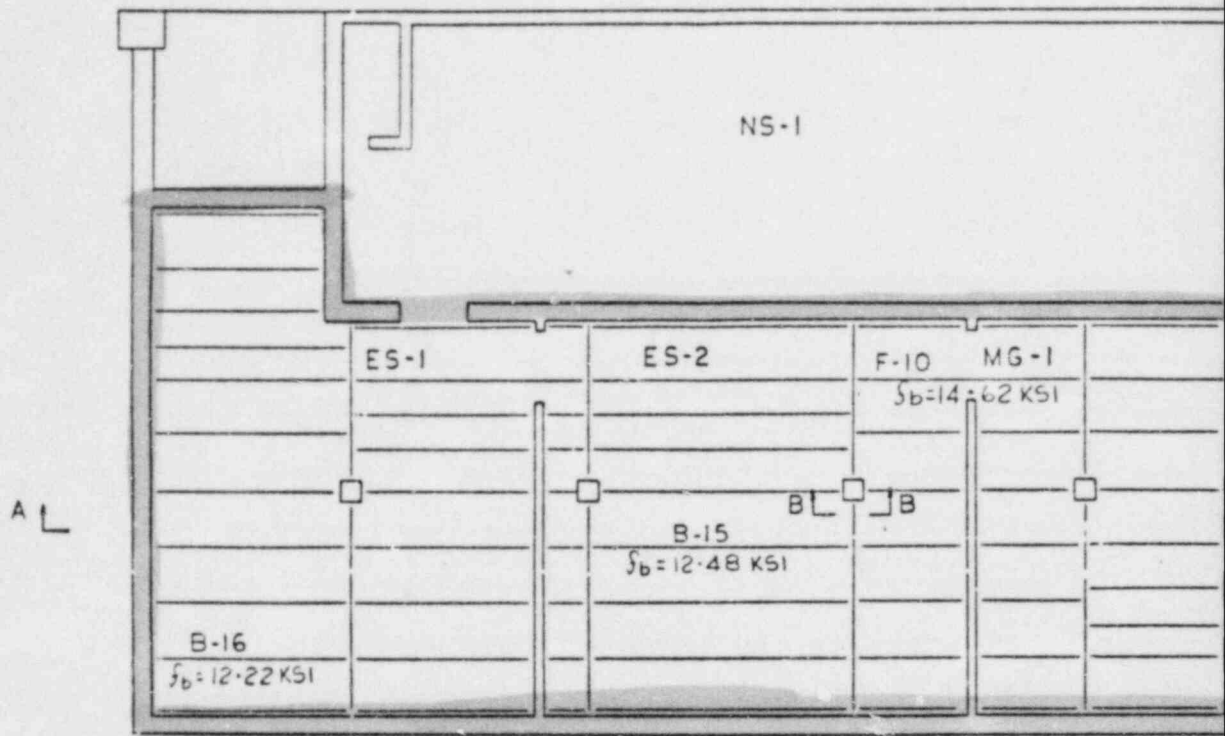 NS-1
ES-1
ES-2
F-10 MG-1
fb=14.62 KSI
A
B B
B-15
fb=12.48 KSI
B-16
fb=12.22 KSI